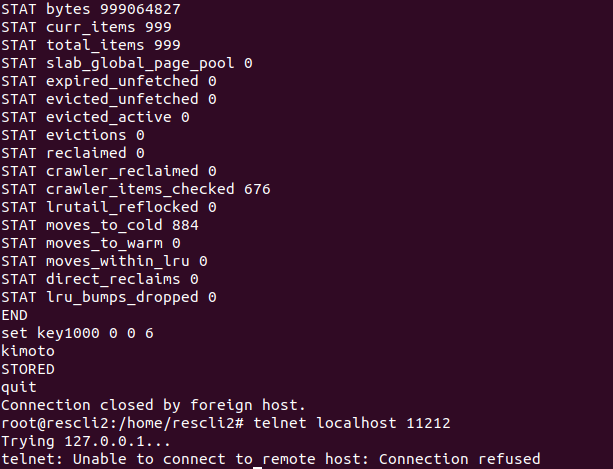 STAT bytes 999064827
STAT curr_items 999
STAT total_items 999
STAT slab_global_page_pool 0
STAT expired_unfetched 0
STAT evicted_unfetched 0
STAT evicted_active 0
STAT evictions 0
STAT reclaimed 0
STAT crawler_reclaimed 0
STAT crawler_items_checked 676
STAT lrutail_reflocked 0
STAT moves_to_cold 884
STAT moves_to_warm 0
STAT moves_within_lru 0
STAT direct_reclaims 0
STAT lru_bumps_dropped 0
END
set key1000 0 0 6
kimoto
STORED
quit
Connection closed by foreign host.
root@rescli2:/home/rescli2# telnet localhost 11212
Trying 127.0.0.1...
telnet: Unable to connect to remote host: Connection refused